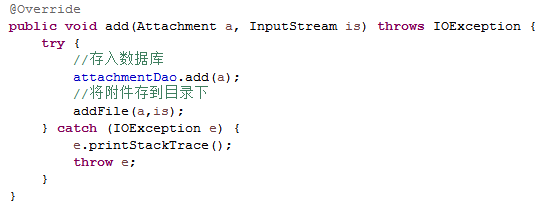 @Override
public void add(Attachment a, InputStream is) throws IOException {
    try {
        //存入数据库
        attachmentDao.add(a);
        //将附件存到目录下
        addFile(a,is);
    } catch (IOException e) {
        e.printStackTrace();
        throw e;
    }
}